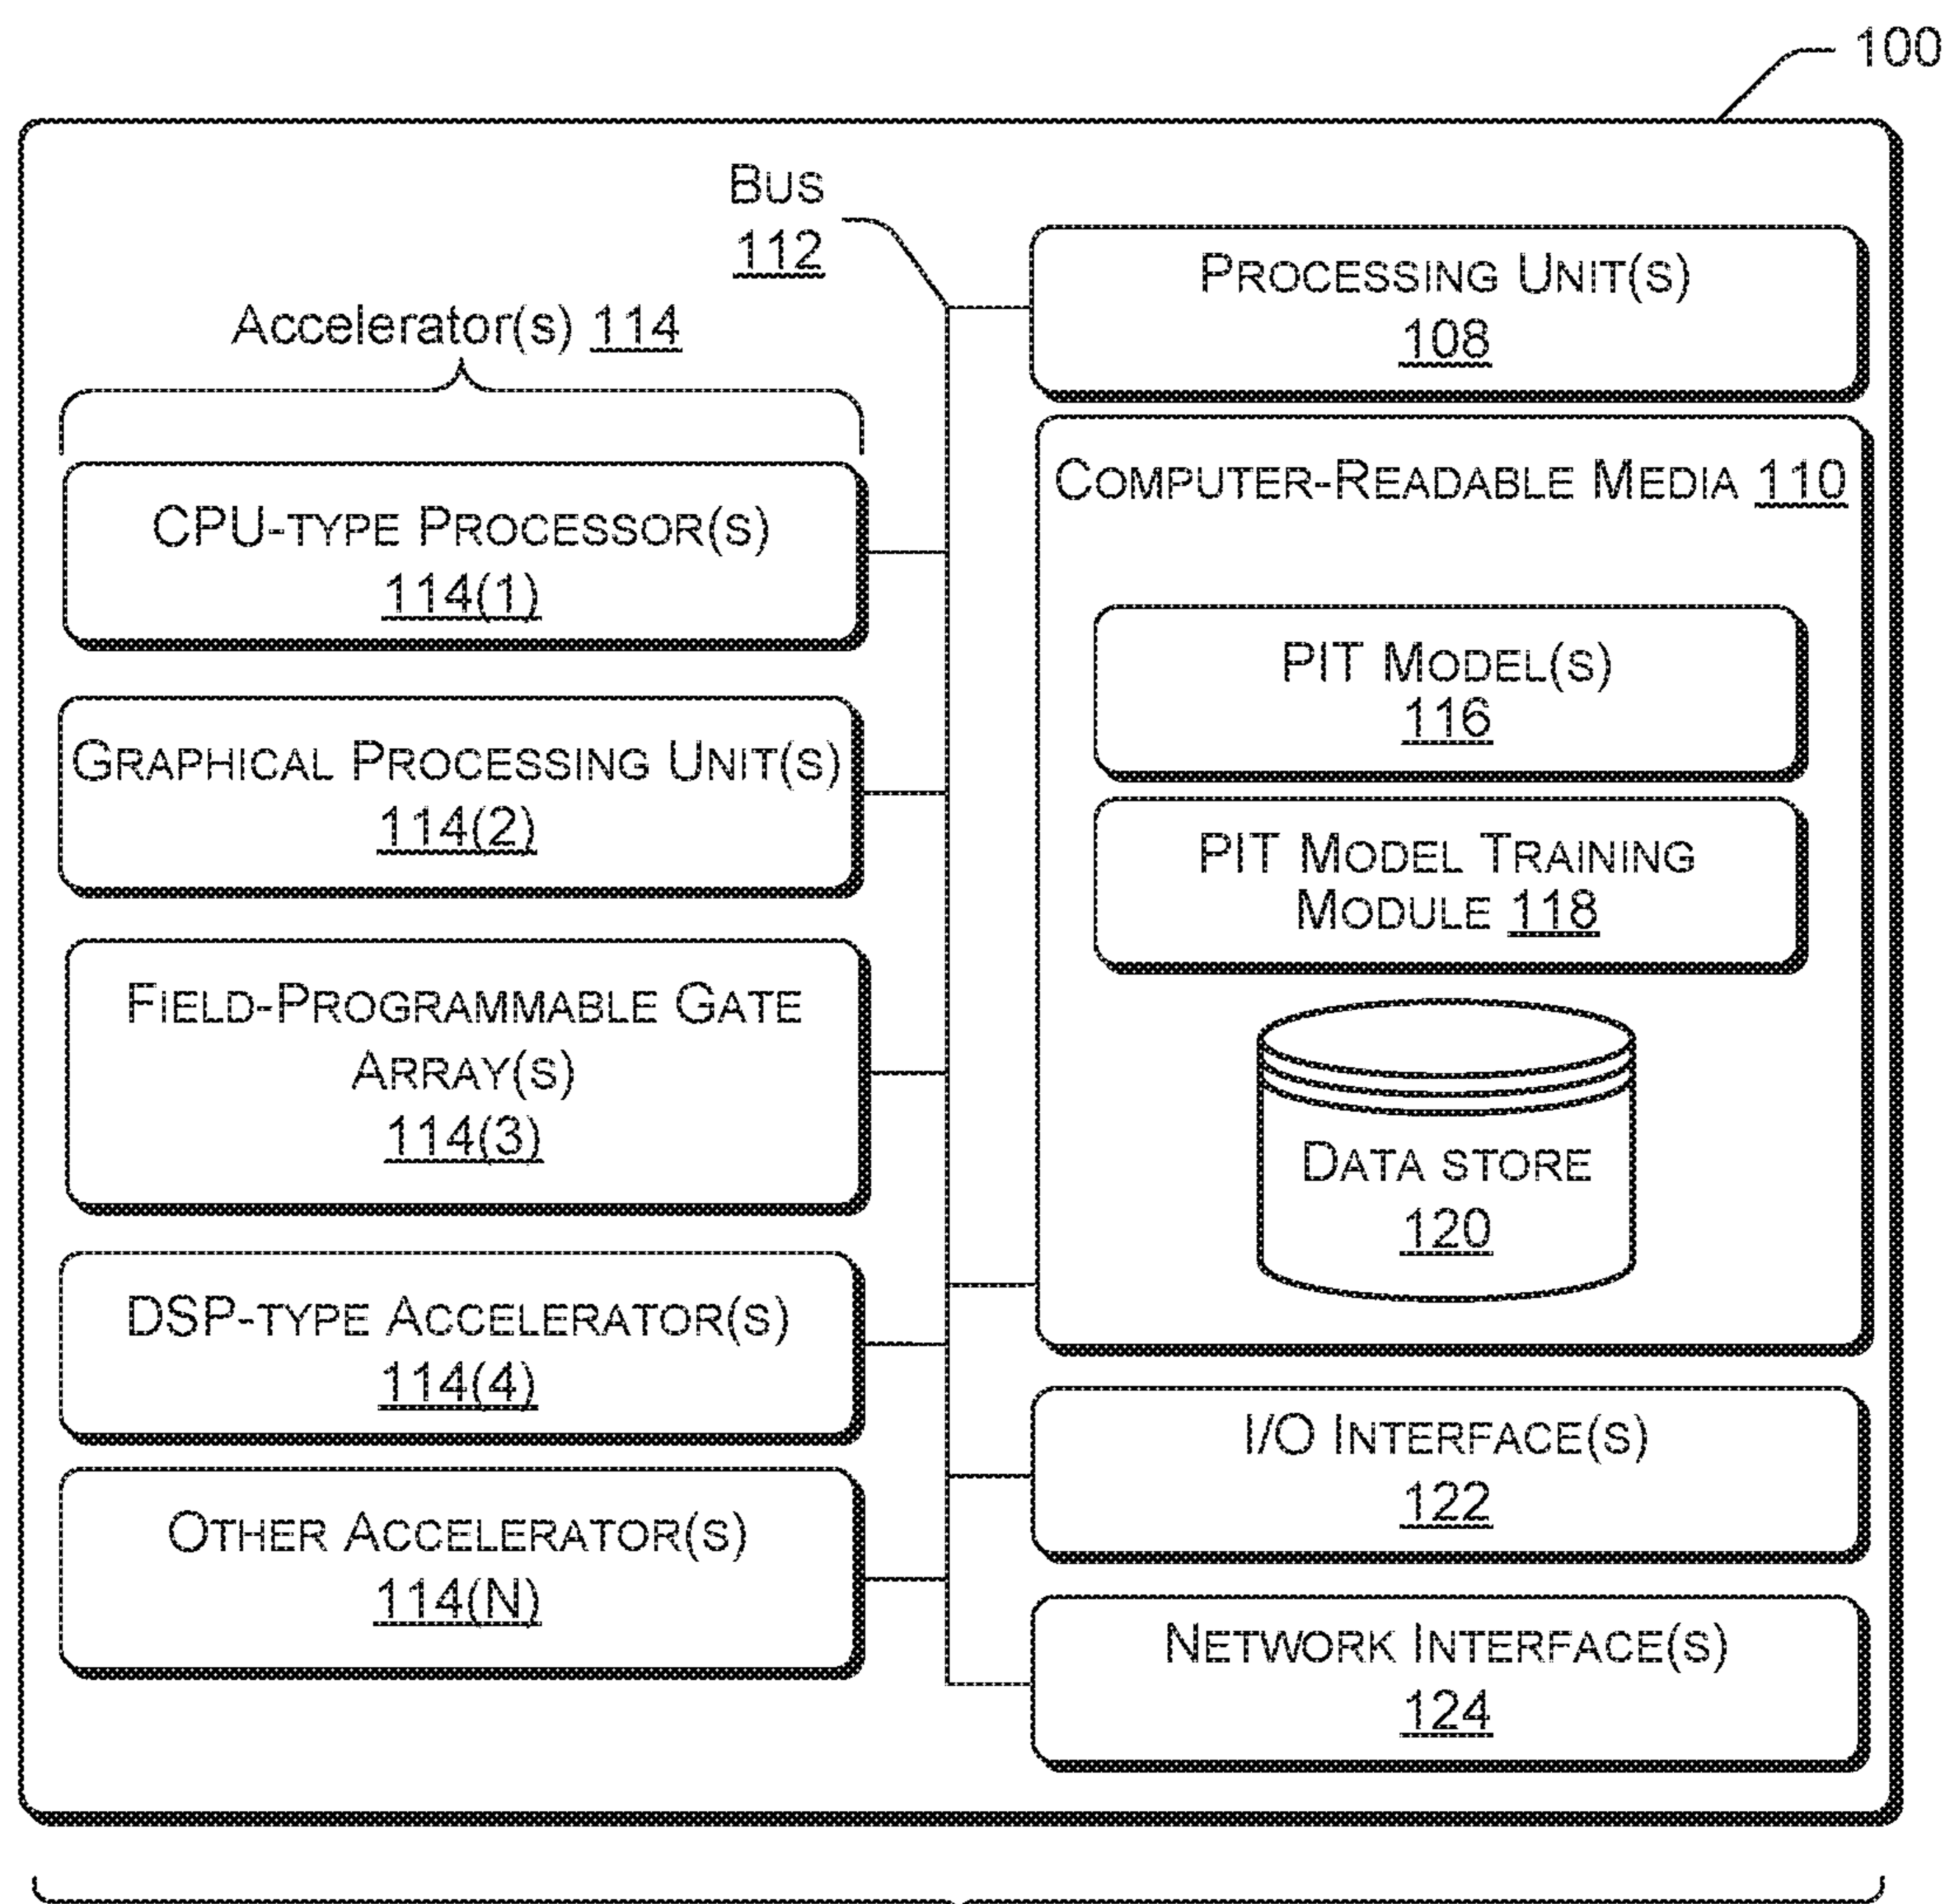 100
Bus
112
Accelerator(s) 114
CPU-type Processor(s)
114(1)
Graphical Processing Unit(s)
114(2)
Field-Programmable Gate
Array(s)
114(3)
DSP-type Accelerator(s)
114(4)
Other Accelerator(s)
114(N)
Processing Unit(s)
108
Computer-Readable Media 110
PIT Model(s)
116
PIT Model Training
Module 118
Data store
120
I/O Interface(s)
122
Network Interface(s)
124